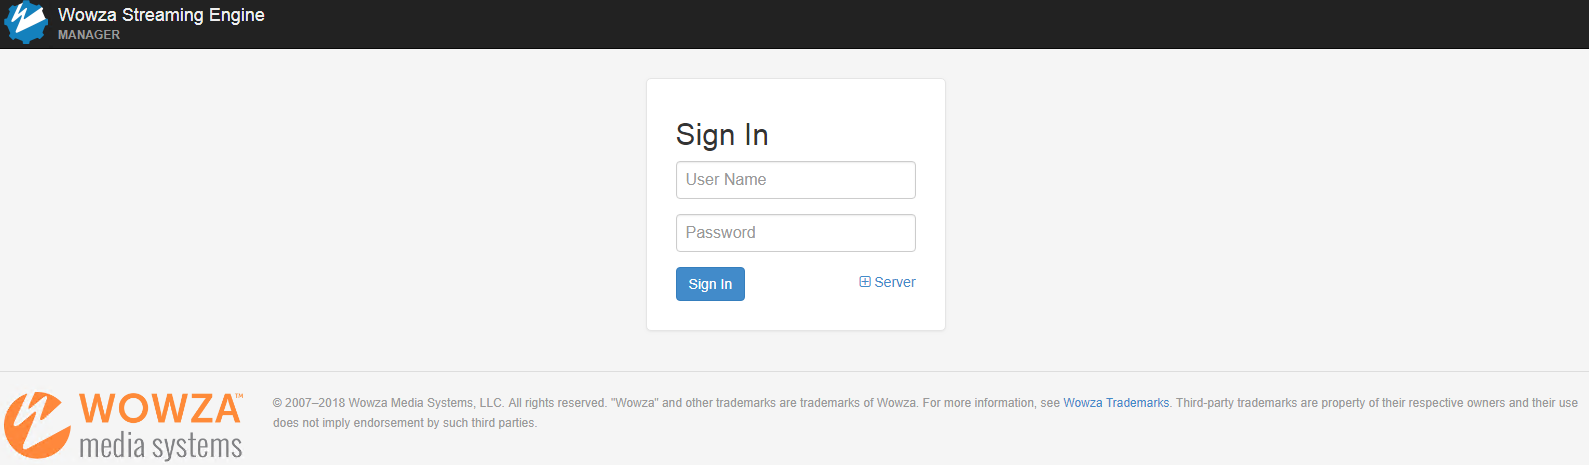 Wowza Streaming Engine
MANAGER
Sign In
User Name
Password
Sign In
Server
WOWZA™
media systems
© 2007–2018 Wowza Media Systems, LLC. All rights reserved. "Wowza" and other trademarks are trademarks of Wowza. For more information, see Wowza Trademarks. Third-party trademarks are property of their respective owners and their use
does not imply endorsement by such third parties.